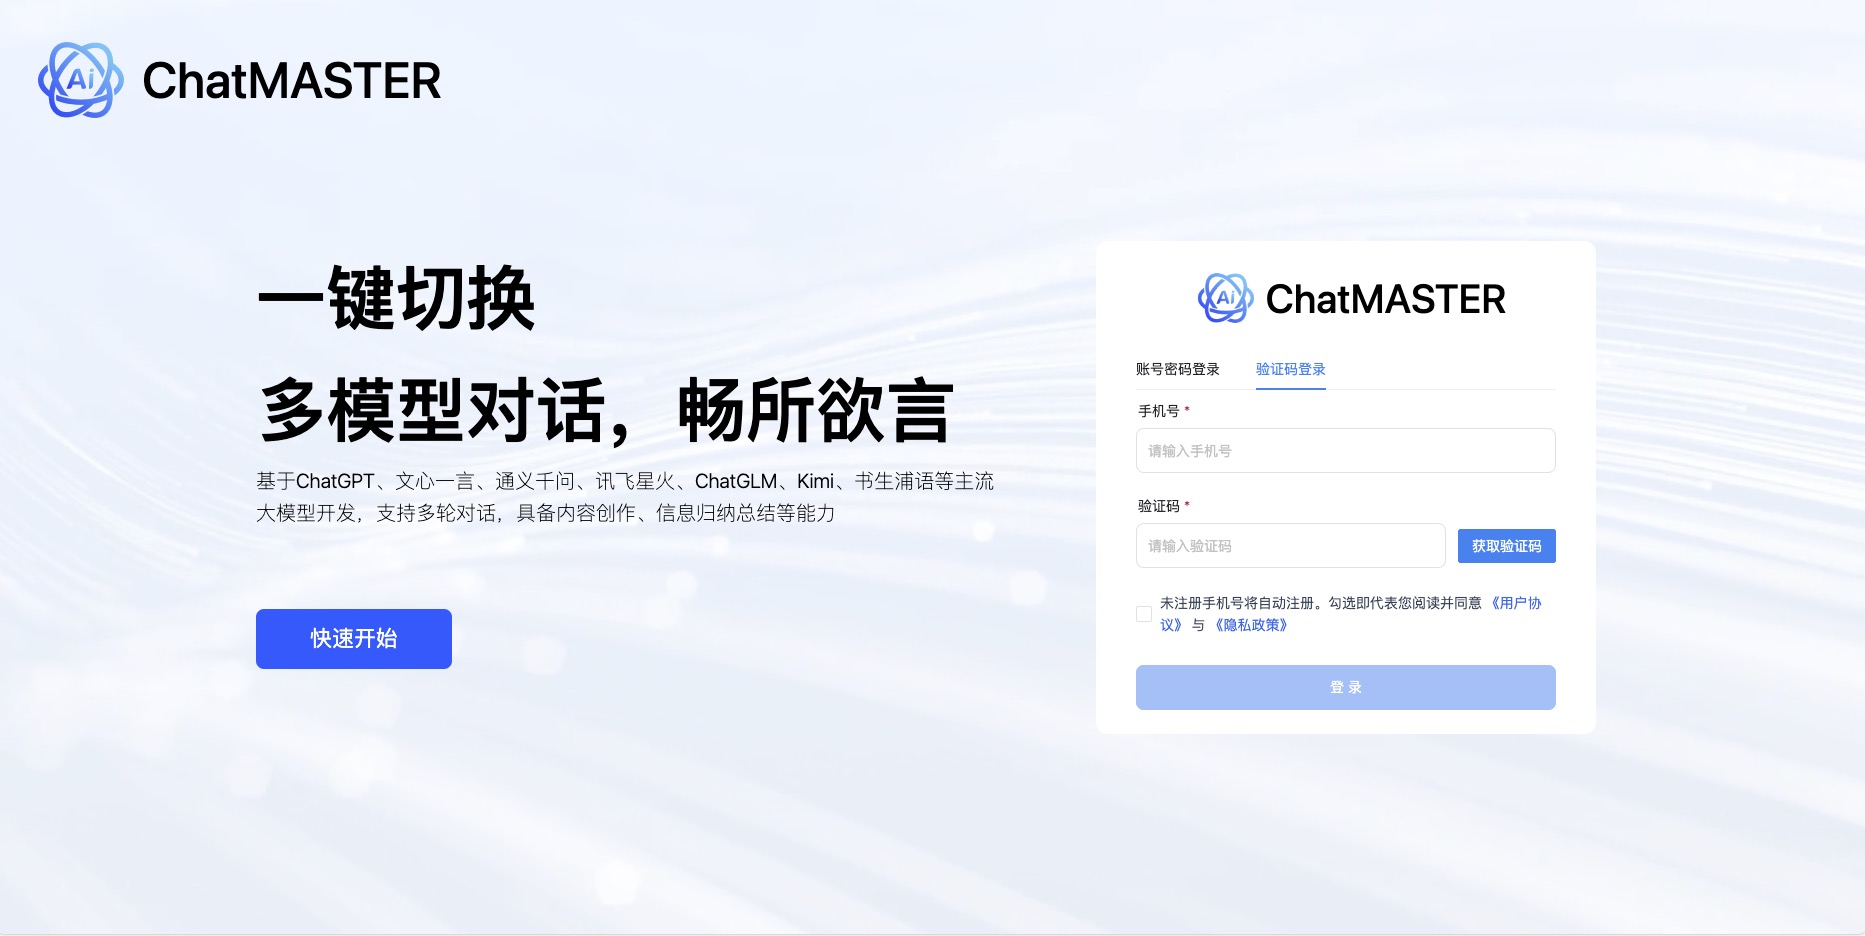 Ai ChatMASTER
一键切换
多模型对话，畅所欲言
基于ChatGPT、文心一言、通义千问、讯飞星火、ChatGLM、Kimi、书生浦语等主流
大模型开发，支持多轮对话，具备内容创作、信息归纳总结等能力
快速开始
Ai ChatMASTER
账号密码登录 验证码登录
手机号 *
请输入手机号
验证码 *
请输入验证码 获取验证码
未注册手机号将自动注册。勾选即代表您阅读并同意 《用户协
议》 与 《隐私政策》
登 录